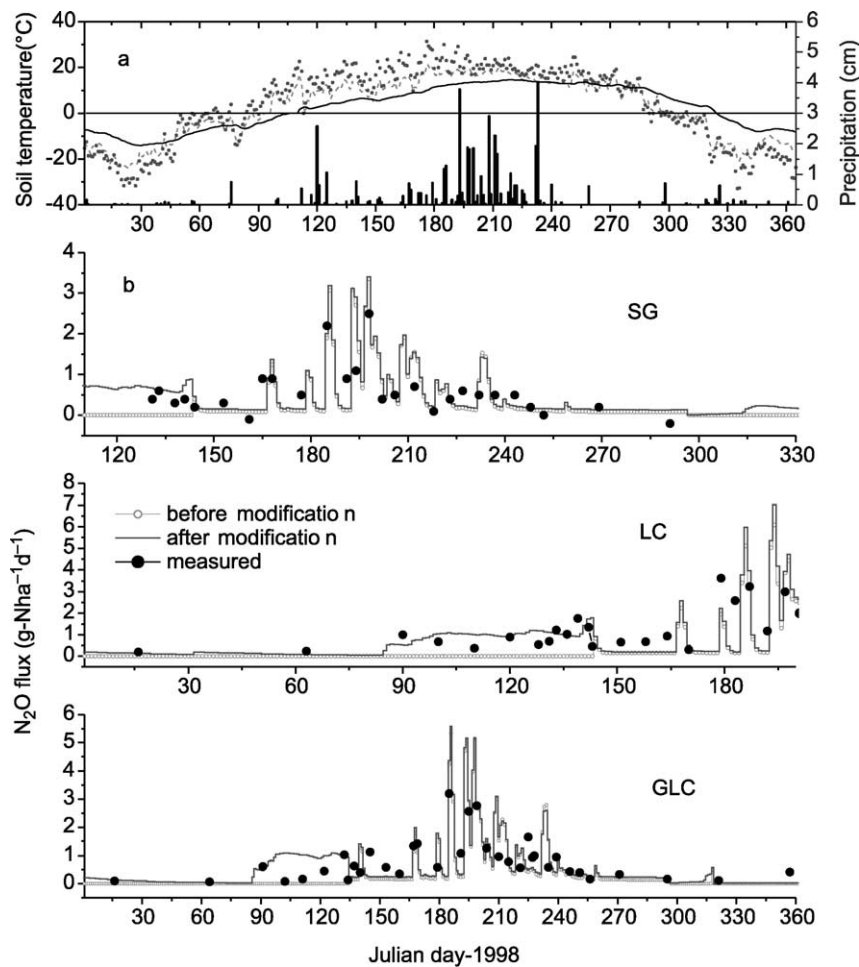 a
Soil temperature(°C)
40
20
0
-20
-40
Precipitation (cm)
6
5
4
3
2
1
0
30 60 90 120 150 180 210 240 270 300 330 360
b
SG
4
3
2
1
0
120 150 180 210 240 270 300 330
N₂O flux (g-Nha⁻¹d⁻¹)
LC
before modificatio n
after modificatio n
measured
8
7
6
5
4
3
2
1
0
30 60 90 120 150 180
GLC
6
5
4
3
2
1
0
30 60 90 120 150 180 210 240 270 300 330 360
Julian day-1998